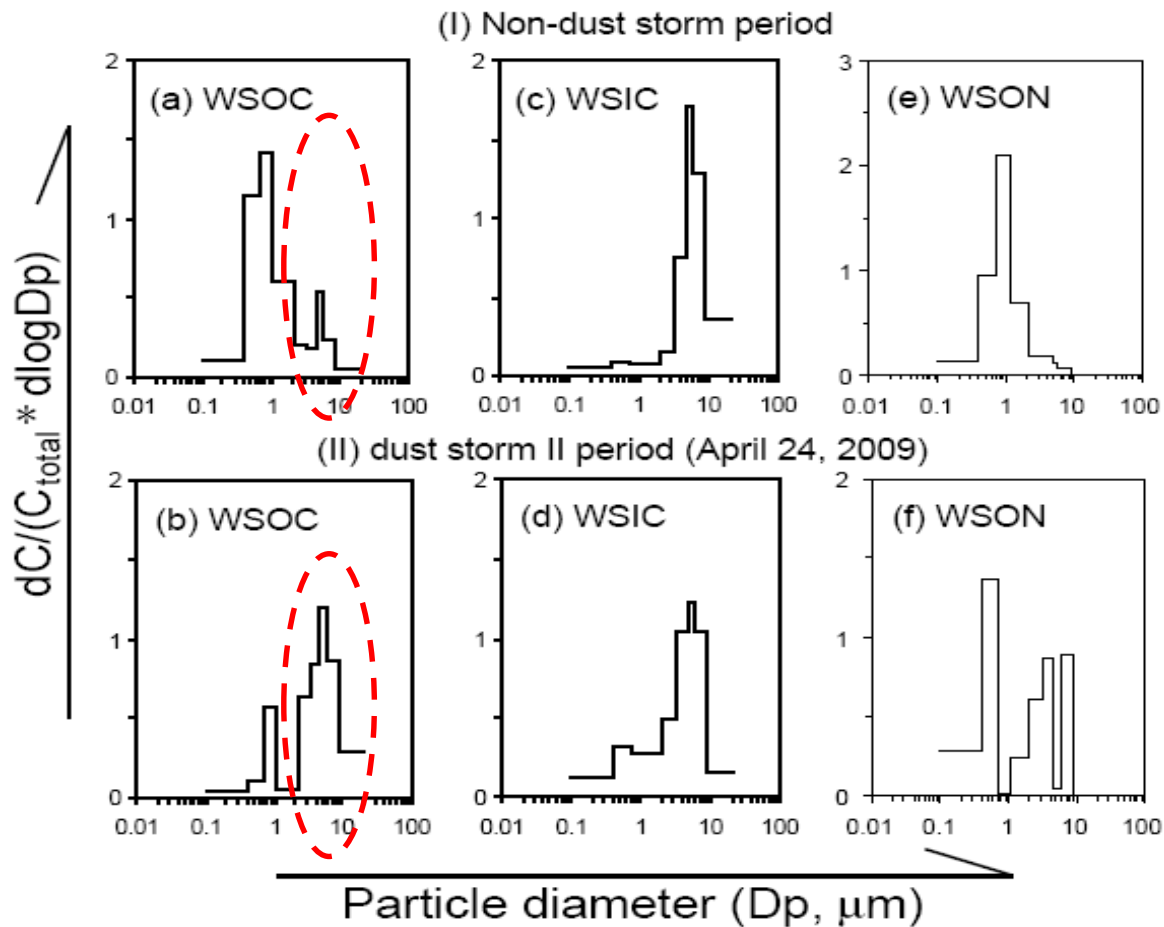 (I) Non-dust storm period
2
(a) WSOC
1
0
0.01 0.1 1 10 100
2
(c) WSIC
1
0
0.01 0.1 1 10 100
3
(e) WSON
2
1
0
0.01 0.1 1 10 100
(II) dust storm II period (April 24, 2009)
2
(b) WSOC
1
0
0.01 0.1 1 10 100
2
(d) WSIC
1
0
0.01 0.1 1 10 100
2
(f) WSON
1
0
0.01 0.1 1 10 100
dC/(Ctotal * dlogDp)
Particle diameter (Dp, μm)